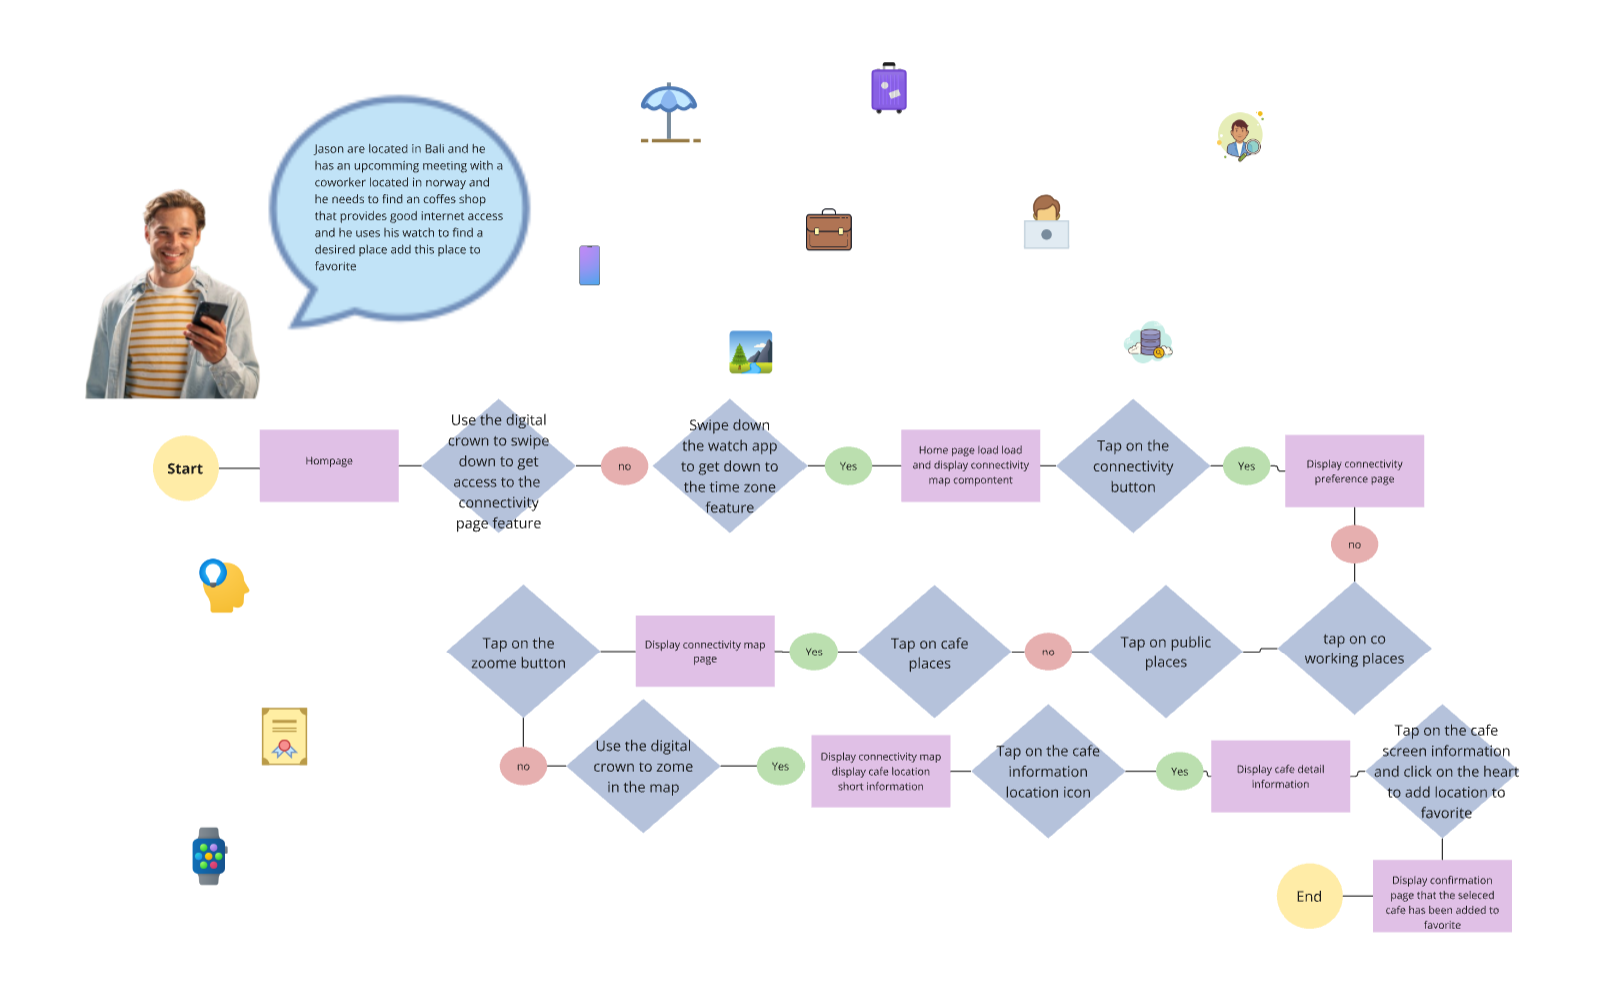 Jason are located in Bali and he
has an upcomming meeting with a
coworker located in norway and
he needs to find an coffes shop
that provides good internet access
and he uses his watch to find a
desired place add this place to
favorite
Start
Hompage
Use the digital
crown to swipe
down to get
access to the
connectivity
page feature
no
Swipe down
the watch app
to get down to
the time zone
feature
Yes
Home page load load
and display connectivity
map compontent
Tap on the
connectivity
button
Yes
Display connectivity
preference page
no
tap on co
working places
Tap on public
places
no
Tap on cafe
places
Yes
Display connectivity map
page
Tap on the
zoome button
no
Use the digital
crown to zome
in the map
Yes
Display connectivity map
display cafe location
short information
Tap on the cafe
information
location icon
Yes
Display cafe detail
information
Tap on the cafe
screen information
and click on the heart
to add location to
favorite
Display confirmation
page that the seleced
cafe has been added to
favorite
End